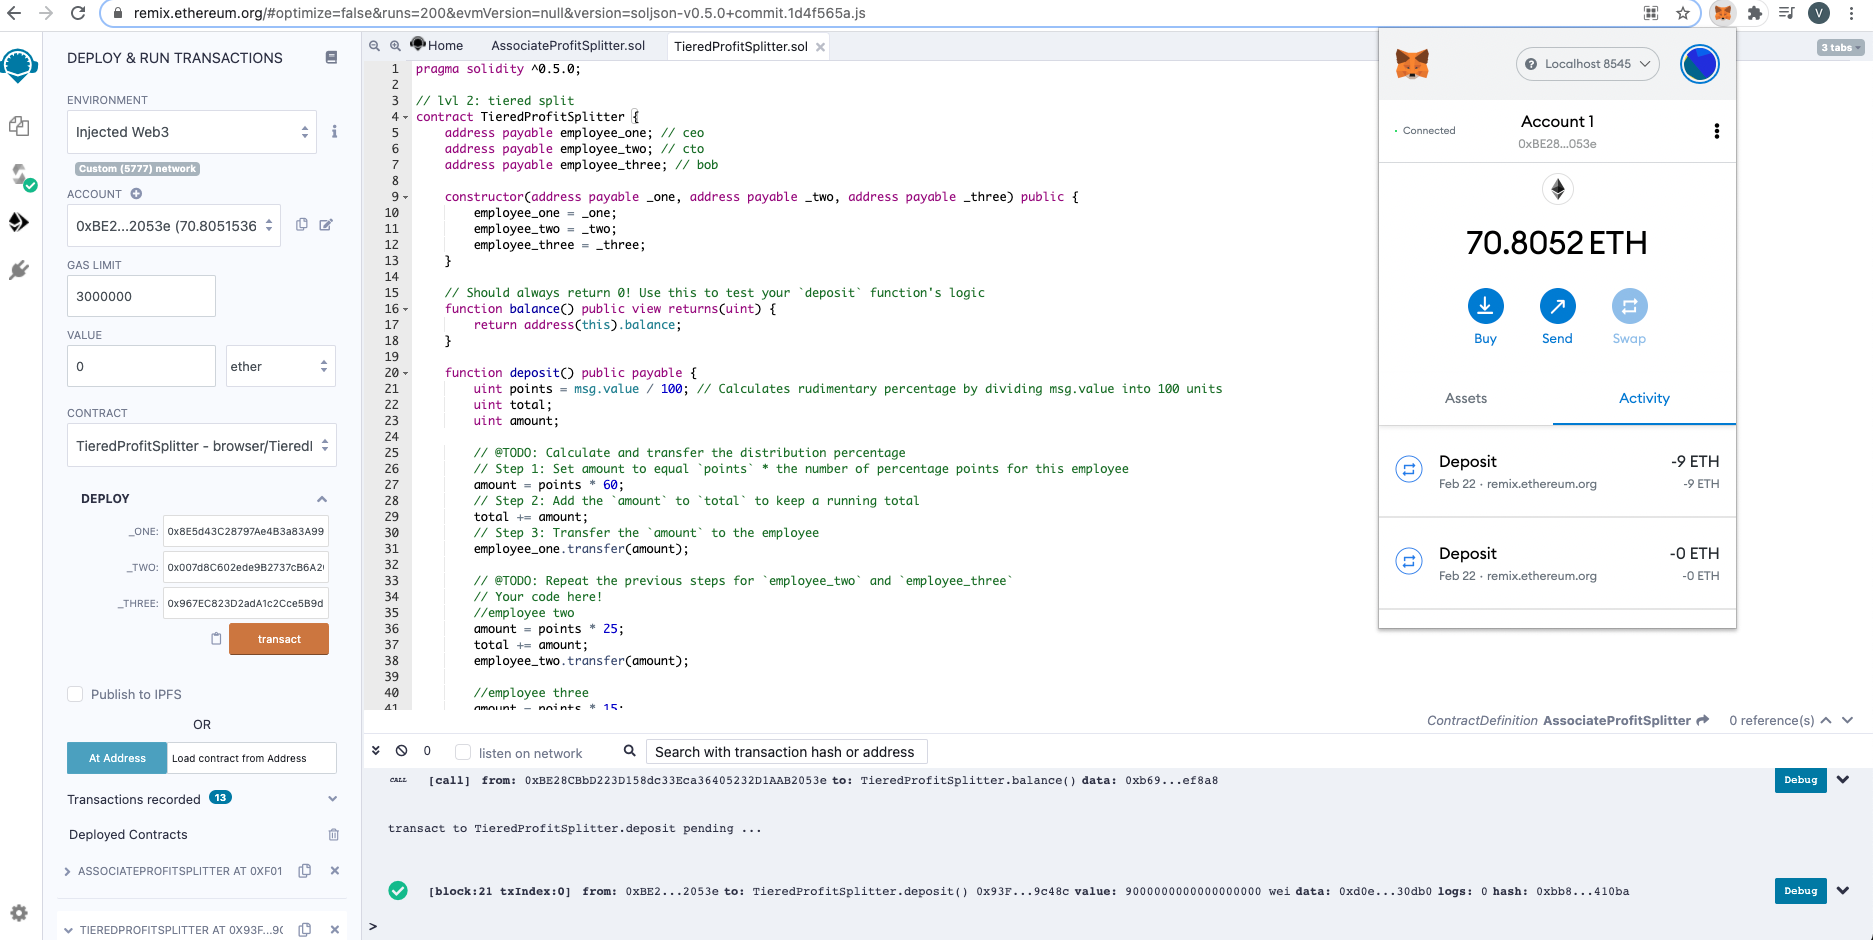 remix.ethereum.org/#optimize=false&runs=200&evmVersion=null&version=soljson-v0.5.0+commit.1d4f565a.js
V
DEPLOY & RUN TRANSACTIONS
ENVIRONMENT
Injected Web3
i
Custom (5777) network
ACCOUNT
0xBE2...2053e (70.8051536
GAS LIMIT
3000000
VALUE
0
ether
CONTRACT
TieredProfitSplitter - browser/TieredI
DEPLOY
_ONE: 0x8E5d43C28797Ae4B3a83A99
_TWO: 0x007d8C602ede9B2737cB6A2
_THREE: 0x967EC823D2adA1c2Cce5B9d
transact
Publish to IPFS
OR
At Address Load contract from Address
Transactions recorded 13
Deployed Contracts
ASSOCIATEPROFITSPLITTER AT 0XF01
TIEREDPROFITSPLITTER AT 0X93F...9C
Home AssociateProfitSplitter.sol TieredProfitSplitter.sol
3 tabs
1 pragma solidity ^0.5.0;
2
3 // lvl 2: tiered split
4 contract TieredProfitSplitter {
5 address payable employee_one; // ceo
6 address payable employee_two; // cto
7 address payable employee_three; // bob
8
9 constructor(address payable _one, address payable _two, address payable _three) public {
10 employee_one = _one;
11 employee_two = _two;
12 employee_three = _three;
13 }
14
15 // Should always return 0! Use this to test your `deposit` function's logic
16 function balance() public view returns(uint) {
17 return address(this).balance;
18 }
19
20 function deposit() public payable {
21 uint points = msg.value / 100; // Calculates rudimentary percentage by dividing msg.value into 100 units
22 uint total;
23 uint amount;
24
25 // @TODO: Calculate and transfer the distribution percentage
26 // Step 1: Set amount to equal `points` * the number of percentage points for this employee
27 amount = points * 60;
28 // Step 2: Add the `amount` to `total` to keep a running total
29 total += amount;
30 // Step 3: Transfer the `amount` to the employee
31 employee_one.transfer(amount);
32
33 // @TODO: Repeat the previous steps for `employee_two` and `employee_three`
34 // Your code here!
35 //employee two
36 amount = points * 25;
37 total += amount;
38 employee_two.transfer(amount);
39
40 //employee three
41 amount = points * 15;
Localhost 8545
Connected
Account 1
0xBE28...053e
70.8052 ETH
Buy Send Swap
Assets Activity
Deposit -9 ETH
Feb 22 · remix.ethereum.org -9 ETH
Deposit -0 ETH
Feb 22 · remix.ethereum.org -0 ETH
ContractDefinition AssociateProfitSplitter 0 reference(s)
0 listen on network Search with transaction hash or address
CALL [call] from: 0xBE28CBbD223D158dc33Eca36405232D1AAB2053e to: TieredProfitSplitter.balance() data: 0xb69...ef8a8 Debug
transact to TieredProfitSplitter.deposit pending ...
[block:21 txIndex:0] from: 0xBE2...2053e to: TieredProfitSplitter.deposit() 0x93F...9c48c value: 9000000000000000000 wei data: 0xd0e...30db0 logs: 0 hash: 0xbb8...410ba Debug
>